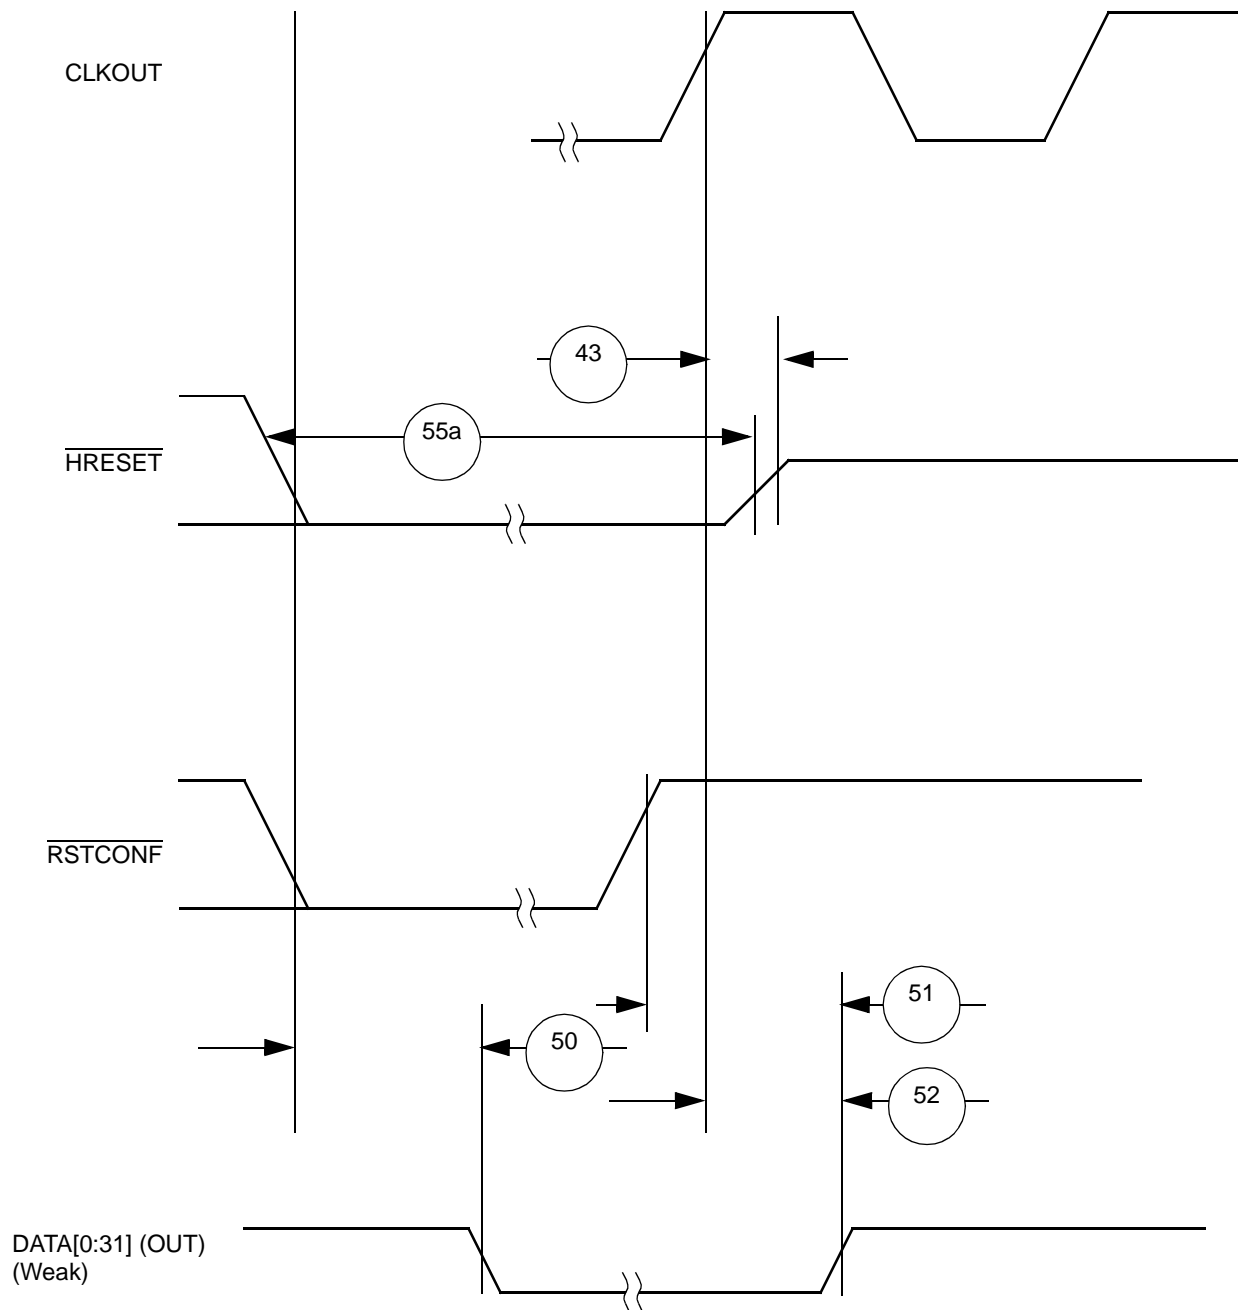 CLKOUT
43
55a
HRESET
RSTCONF
51
50
52
DATA[0:31] (OUT)
(Weak)